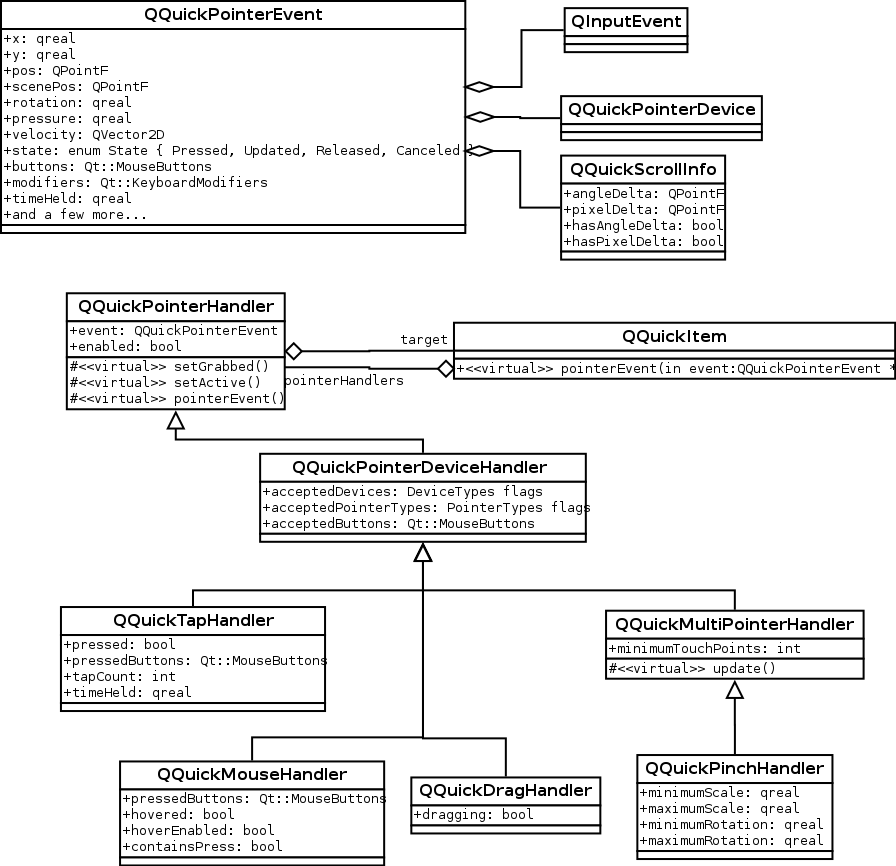 QQuickPointerEvent
+x: qreal
+y: qreal
+pos: QPointF
+scenePos: QPointF
+rotation: qreal
+pressure: qreal
+velocity: QVector2D
+state: enum State { Pressed, Updated, Released, Canceled }
+buttons: Qt::MouseButtons
+modifiers: Qt::KeyboardModifiers
+timeHeld: qreal
+and a few more...
QInputEvent
QQuickPointerDevice
QQuickScrollInfo
+angleDelta: QPointF
+pixelDelta: QPointF
+hasAngleDelta: bool
+hasPixelDelta: bool
QQuickPointerHandler
+event: QQuickPointerEvent
+enabled: bool
#<<virtual>> setGrabbed()
#<<virtual>> setActive()
#<<virtual>> pointerEvent()
target
pointerHandlers
QQuickItem
+<<virtual>> pointerEvent(in event:QQuickPointerEvent *
QQuickPointerDeviceHandler
+acceptedDevices: DeviceTypes flags
+acceptedPointerTypes: PointerTypes flags
+acceptedButtons: Qt::MouseButtons
QQuickTapHandler
+pressed: bool
+pressedButtons: Qt::MouseButtons
+tapCount: int
+timeHeld: qreal
QQuickMultiPointerHandler
+minimumTouchPoints: int
#<<virtual>> update()
QQuickMouseHandler
+pressedButtons: Qt::MouseButtons
+hovered: bool
+hoverEnabled: bool
+containsPress: bool
QQuickDragHandler
+dragging: bool
QQuickPinchHandler
+minimumScale: qreal
+maximumScale: qreal
+minimumRotation: qreal
+maximumRotation: qreal